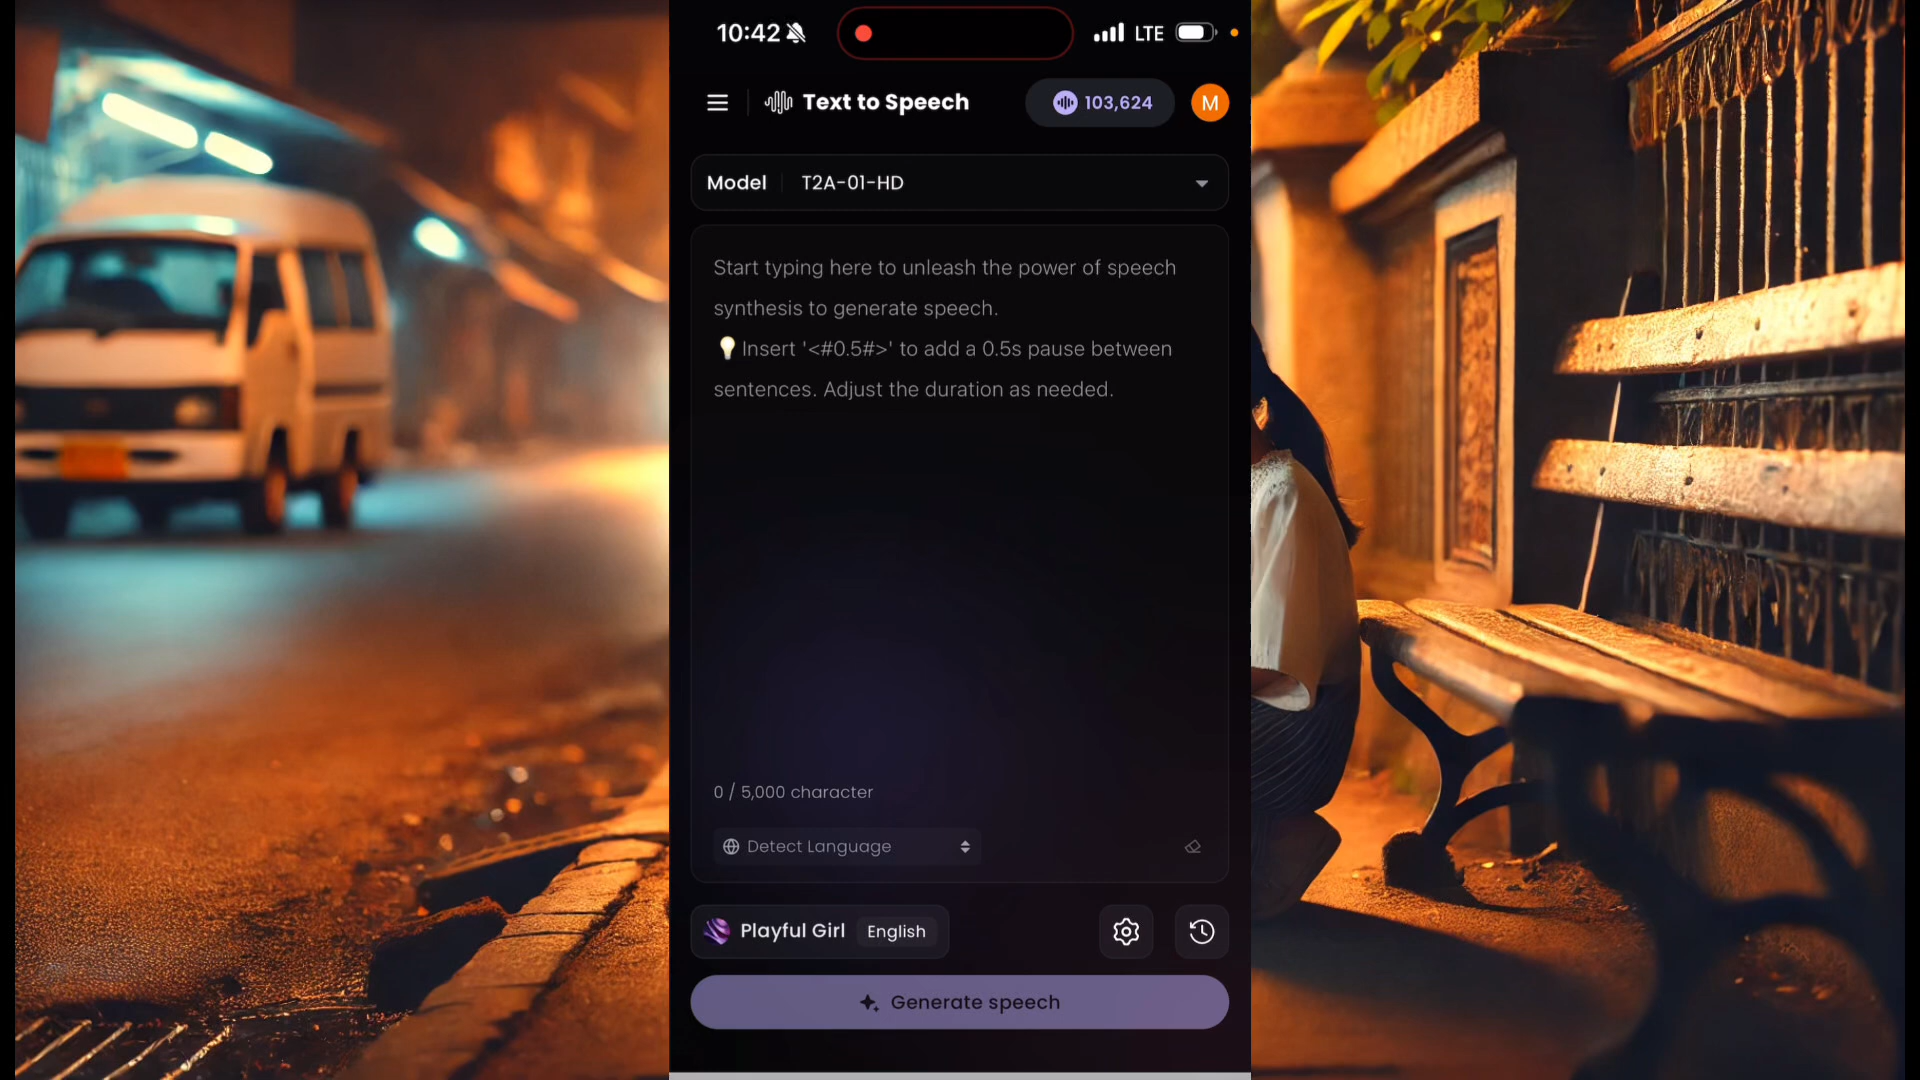 10:42 LTE
Text to Speech 103,624 M
Model T2A-01-HD
Start typing here to unleash the power of speech
synthesis to generate speech.
💡Insert '<#0.5#>' to add a 0.5s pause between
sentences. Adjust the duration as needed.
0 / 5,000 character
Detect Language
Playful Girl English
Generate speech